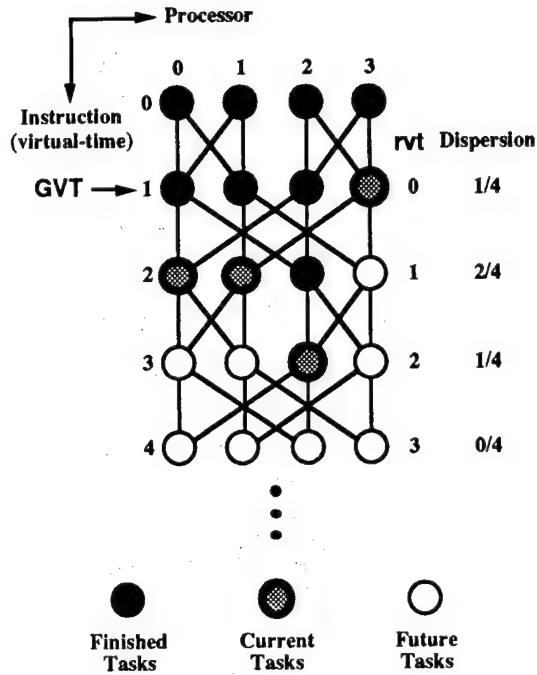 Processor
0 1 2 3
0
Instruction
(virtual-time)
rvt Dispersion
GVT
1 0 1/4
2 1 2/4
3 2 1/4
4 3 0/4
Finished Current Future
Tasks Tasks Tasks